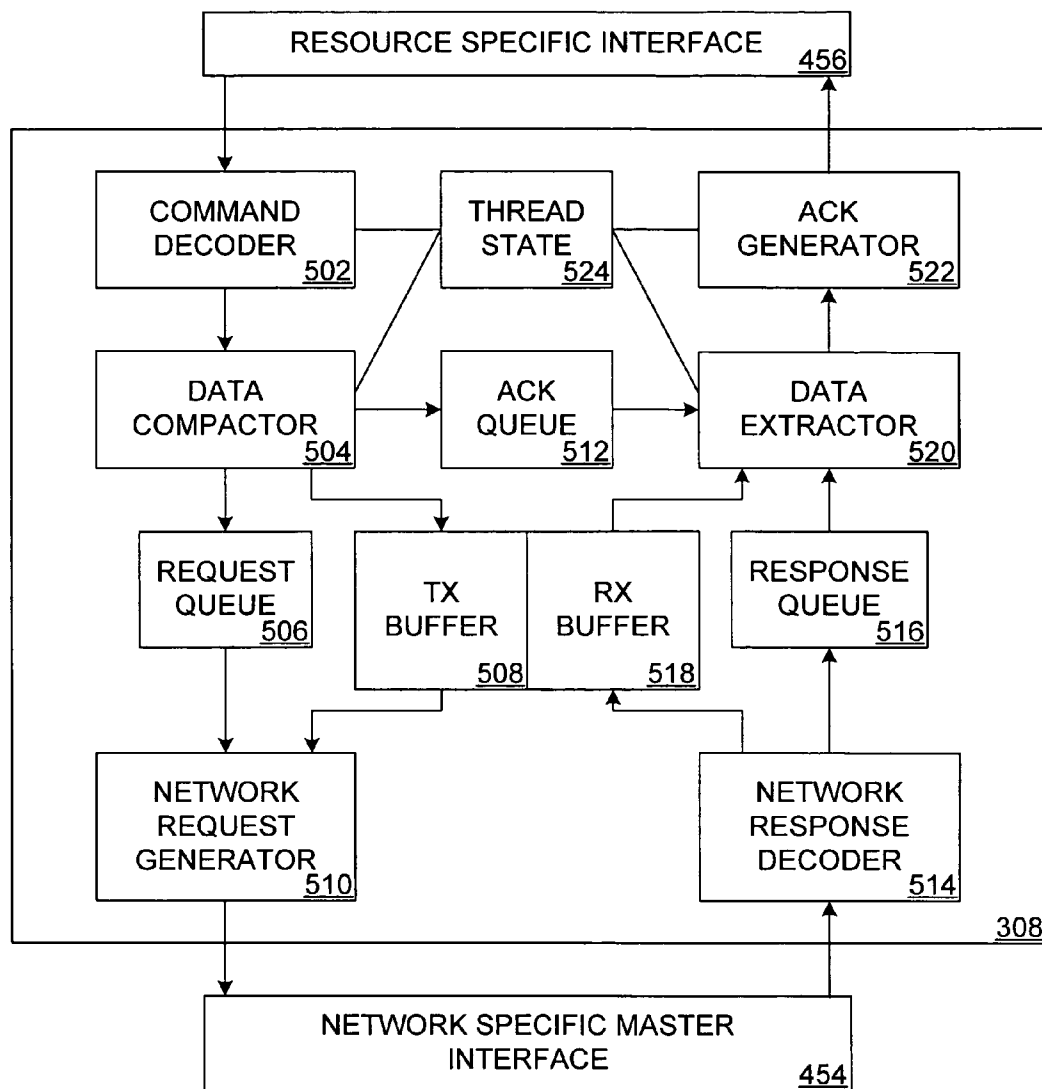 RESOURCE SPECIFIC INTERFACE
456
COMMAND
DECODER
502
THREAD
STATE
524
ACK
GENERATOR
522
DATA
COMPACTOR
504
ACK
QUEUE
512
DATA
EXTRACTOR
520
REQUEST
QUEUE
506
TX
BUFFER
508
RX
BUFFER
518
RESPONSE
QUEUE
516
NETWORK
REQUEST
GENERATOR
510
NETWORK
RESPONSE
DECODER
514
308
NETWORK SPECIFIC MASTER
INTERFACE
454